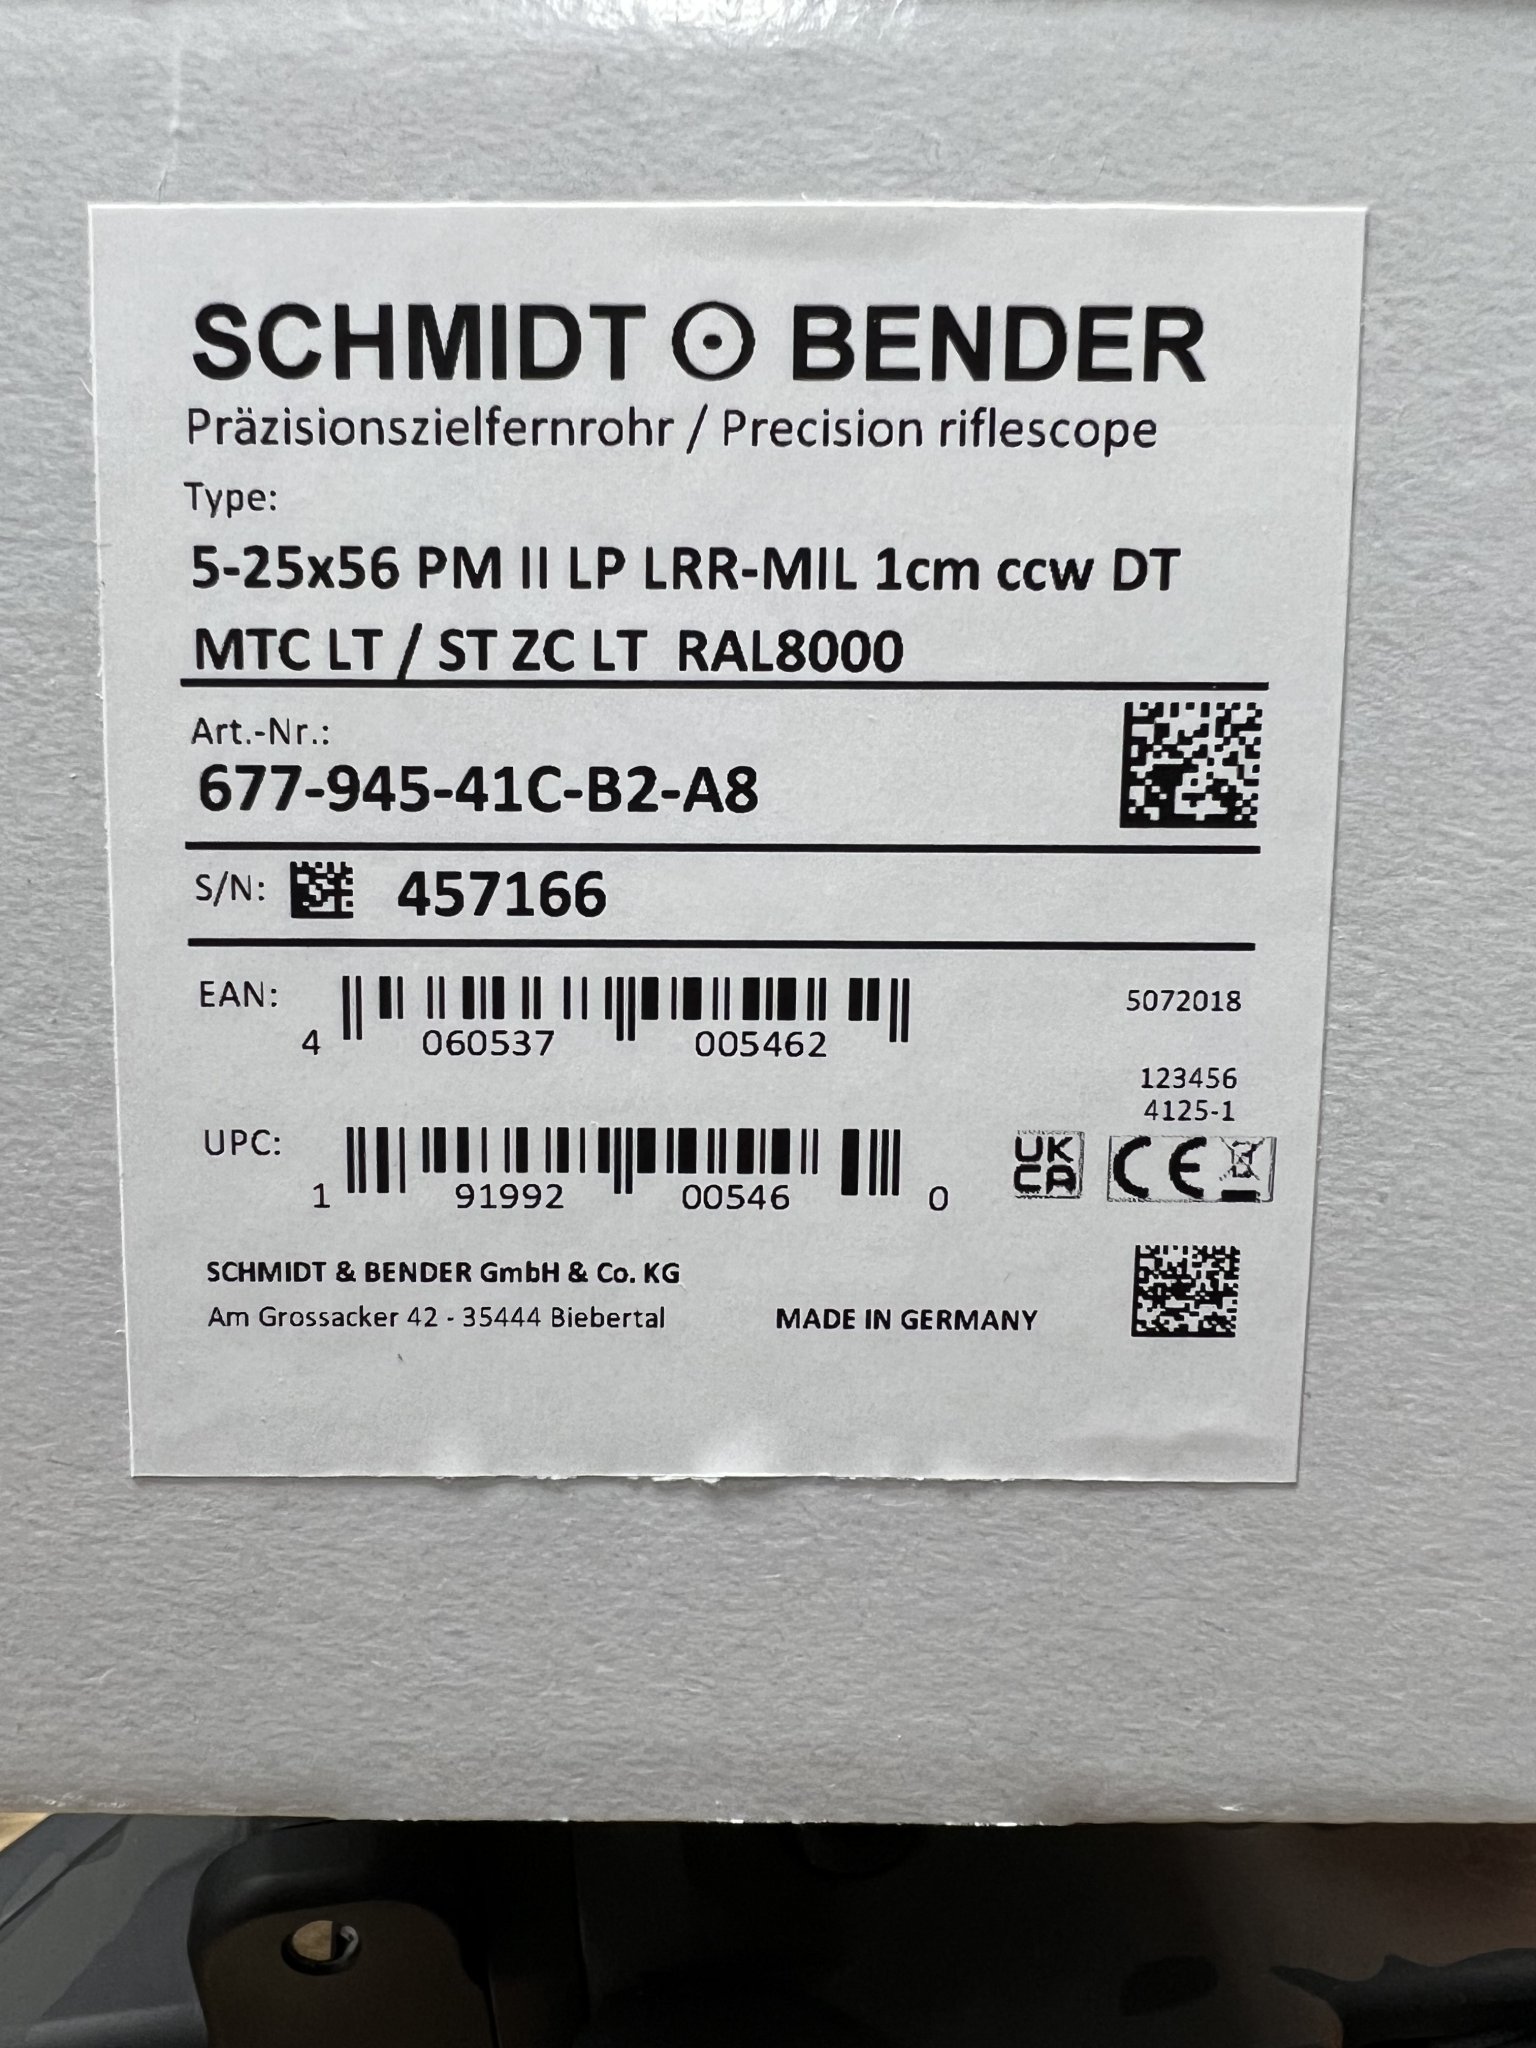 SCHMIDT BENDER
Präzisionszielfernrohr / Precision riflescope
Type:
5-25x56 PM II LP LRR-MIL 1cm ccw DT
MTC LT / ST ZC LT RAL8000
Art.-Nr.:
677-945-41C-B2-A8
S/N: 457166
EAN:
4 060537 005462
5072018
123456
4125-1
UPC:
1 91992 00546 0
UK
CA
CE
SCHMIDT & BENDER GmbH & Co. KG
Am Grossacker 42 - 35444 Biebertal
MADE IN GERMANY